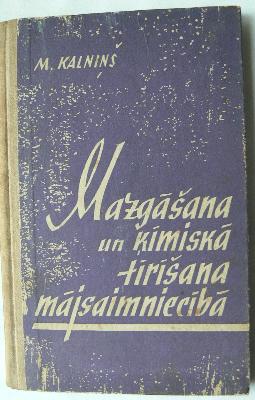 M. KALNIŅŠ
Mazgāšana
un ķīmiskā
tīrīšana
mājsaimniecībā